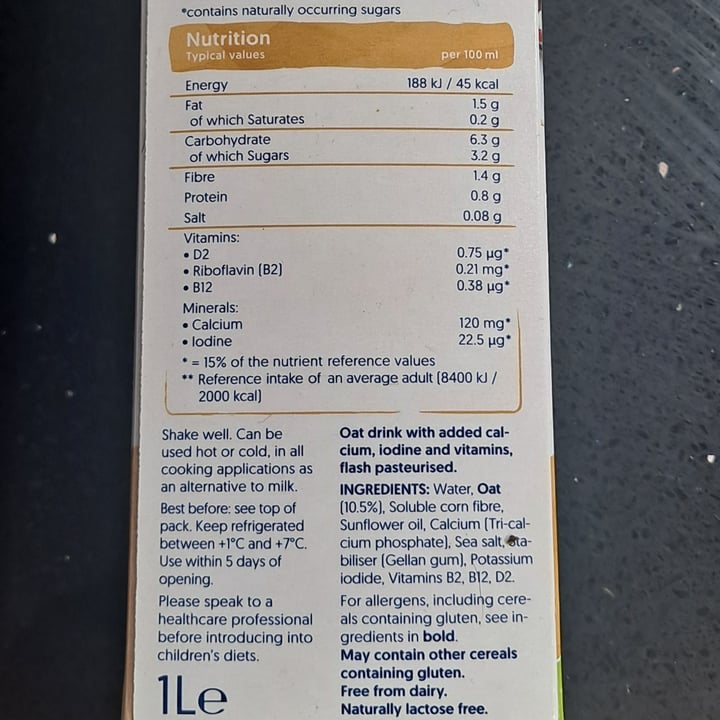 *contains naturally occurring sugars
Nutrition
Typical values per 100 ml
Energy 188 kJ / 45 kcal
Fat 1.5 g
of which Saturates 0.2 g
Carbohydrate 6.3 g
of which Sugars 3.2 g
Fibre 1.4 g
Protein 0.8 g
Salt 0.08 g
Vitamins:
• D2 0.75 µg*
• Riboflavin (B2) 0.21 mg*
• B12 0.38 µg*
Minerals:
• Calcium 120 mg*
• Iodine 22.5 µg*
* = 15% of the nutrient reference values
** Reference intake of an average adult (8400 kJ /
2000 kcal)
Shake well. Can be
used hot or cold, in all
cooking applications as
an alternative to milk.
Best before: see top of
pack. Keep refrigerated
between +1°C and +7°C.
Use within 5 days of
opening.
Please speak to a
healthcare professional
before introducing into
children's diets.
1Le
Oat drink with added cal-
cium, iodine and vitamins,
flash pasteurised.
INGREDIENTS: Water, Oat
(10.5%), Soluble corn fibre,
Sunflower oil, Calcium (Tri-cal-
cium phosphate), Sea salt, Sta-
biliser (Gellan gum), Potassium
iodide, Vitamins B2, B12, D2.
For allergens, including cere-
als containing gluten, see in-
gredients in bold.
May contain other cereals
containing gluten.
Free from dairy.
Naturally lactose free.